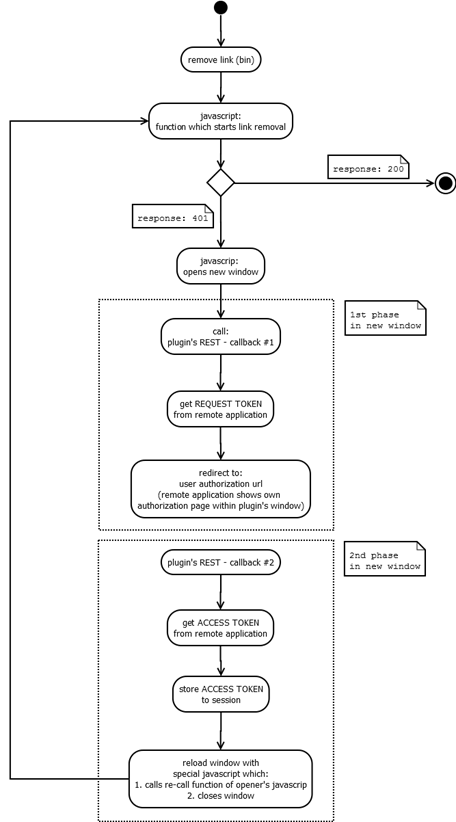 remove link (bin)
javascript:
function which starts link removal
response: 200
response: 401
javascrip:
opens new window
1st phase
in new window
call:
plugin's REST - callback #1
get REQUEST TOKEN
from remote application
redirect to:
user authorization url
(remote application shows own
authorization page within plugin's window)
2nd phase
in new window
plugin's REST - callback #2
get ACCESS TOKEN
from remote application
store ACCESS TOKEN
to session
reload window with
special javascript which:
1. calls re-call function of opener's javascrip
2. closes window